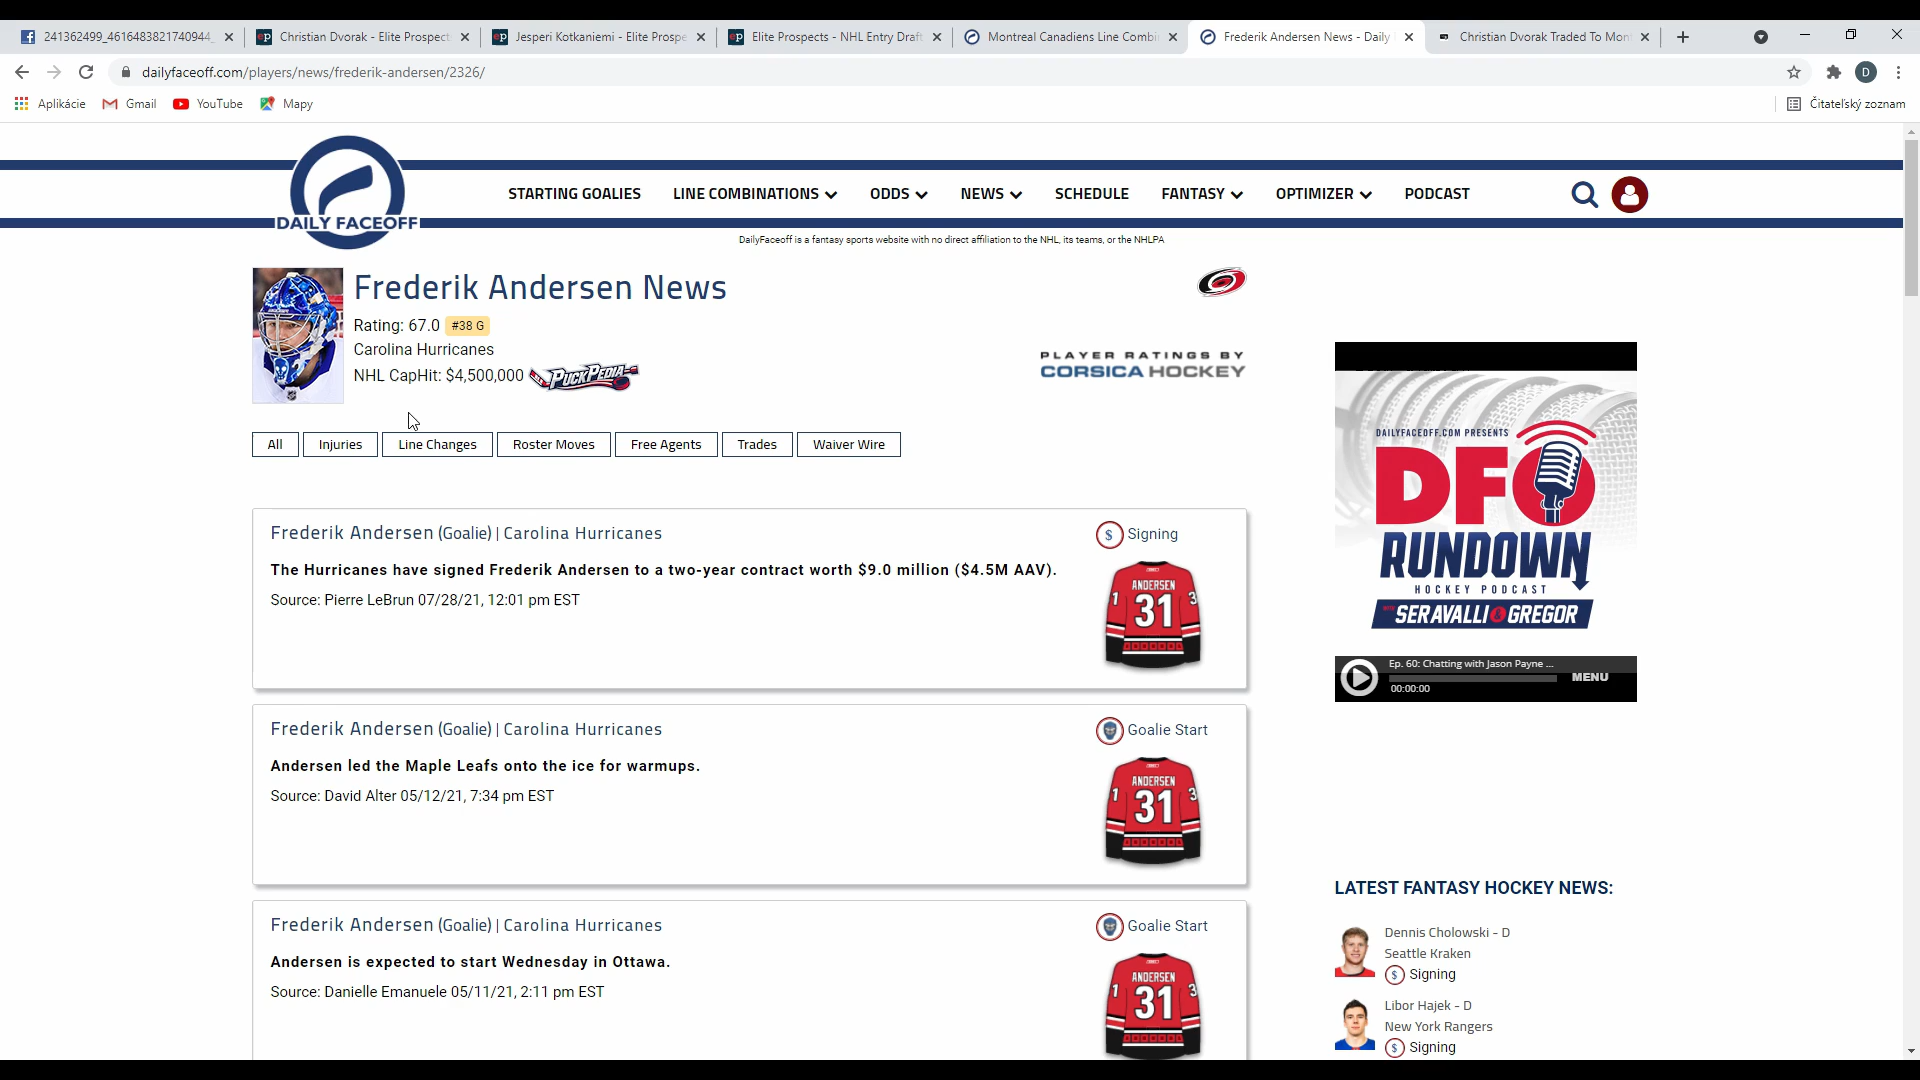 241362499_4616483821740944_
Christian Dvorak - Elite Prospect
Jesperi Kotkaniemi - Elite Prospe
Elite Prospects - NHL Entry Draft
Montreal Canadiens Line Combi
Frederik Andersen News - Daily
Christian Dvorak Traded To Mon
dailyfaceoff.com/players/news/frederik-andersen/2326/
D
Aplikácie
Gmail
YouTube
Mapy
Čitateľský zoznam
DAILY FACEOFF
STARTING GOALIES
LINE COMBINATIONS
ODDS
NEWS
SCHEDULE
FANTASY
OPTIMIZER
PODCAST
DailyFaceoff is a fantasy sports website with no direct affiliation to the NHL, its teams, or the NHLPA
Frederik Andersen News
Rating: 67.0 #38 G
Carolina Hurricanes
NHL CapHit: $4,500,000 PUCKPEDIA
PLAYER RATINGS BY
CORSICA HOCKEY
All
Injuries
Line Changes
Roster Moves
Free Agents
Trades
Waiver Wire
Frederik Andersen (Goalie) | Carolina Hurricanes
$ Signing
The Hurricanes have signed Frederik Andersen to a two-year contract worth $9.0 million ($4.5M AAV).
Source: Pierre LeBrun 07/28/21, 12:01 pm EST
ANDERSEN
1 31 3
Frederik Andersen (Goalie) | Carolina Hurricanes
Goalie Start
Andersen led the Maple Leafs onto the ice for warmups.
Source: David Alter 05/12/21, 7:34 pm EST
ANDERSEN
1 31 3
Frederik Andersen (Goalie) | Carolina Hurricanes
Goalie Start
Andersen is expected to start Wednesday in Ottawa.
Source: Danielle Emanuele 05/11/21, 2:11 pm EST
ANDERSEN
1 31 3
DAILYFACEOFF.COM PRESENTS
DFO
RUNDOWN
HOCKEY PODCAST
WITH SERAVALLI & GREGOR
Ep. 60: Chatting with Jason Payne ...
00:00:00
MENU
LATEST FANTASY HOCKEY NEWS:
Dennis Cholowski - D
Seattle Kraken
$ Signing
Libor Hajek - D
New York Rangers
$ Signing